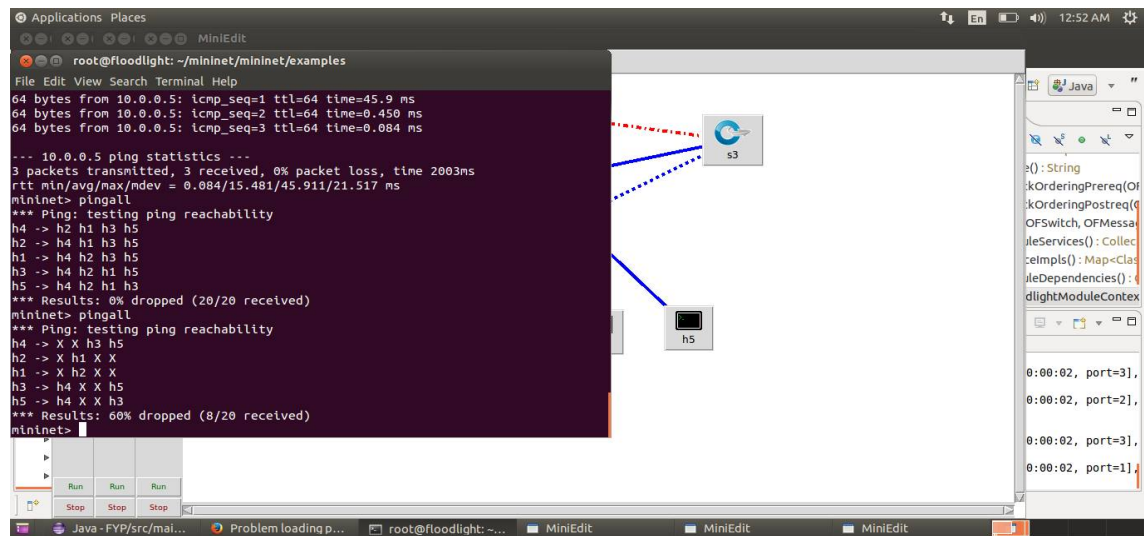 Applications Places
En
12:52 AM
MiniEdit
root@floodlight: ~/mininet/mininet/examples
File Edit View Search Terminal Help
64 bytes from 10.0.0.5: icmp_seq=1 ttl=64 time=45.9 ms
64 bytes from 10.0.0.5: icmp_seq=2 ttl=64 time=0.450 ms
64 bytes from 10.0.0.5: icmp_seq=3 ttl=64 time=0.084 ms
--- 10.0.0.5 ping statistics ---
3 packets transmitted, 3 received, 0% packet loss, time 2003ms
rtt min/avg/max/mdev = 0.084/15.481/45.911/21.517 ms
mininet> pingall
*** Ping: testing ping reachability
h4 -> h2 h1 h3 h5
h2 -> h4 h1 h3 h5
h1 -> h4 h2 h3 h5
h3 -> h4 h2 h1 h5
h5 -> h4 h2 h1 h3
*** Results: 0% dropped (20/20 received)
mininet> pingall
*** Ping: testing ping reachability
h4 -> X X h3 h5
h2 -> X h1 X X
h1 -> X h2 X X
h3 -> h4 X X h5
h5 -> h4 X X h3
*** Results: 60% dropped (8/20 received)
mininet>
s3
h5
Java
e() : String
kOrderingPrereq(OF
kOrderingPostreq(
OFSwitch, OFMessa
uleServices() : Collec
ceImpls() : Map<Clas
uleDependencies() :
dlightModuleContex
0:00:02, port=3],
0:00:02, port=2],
0:00:02, port=3],
0:00:02, port=1],
Run Run Run
Stop Stop Stop
Java - FYP/src/mai... Problem loading p... root@floodlight: ~... MiniEdit MiniEdit MiniEdit